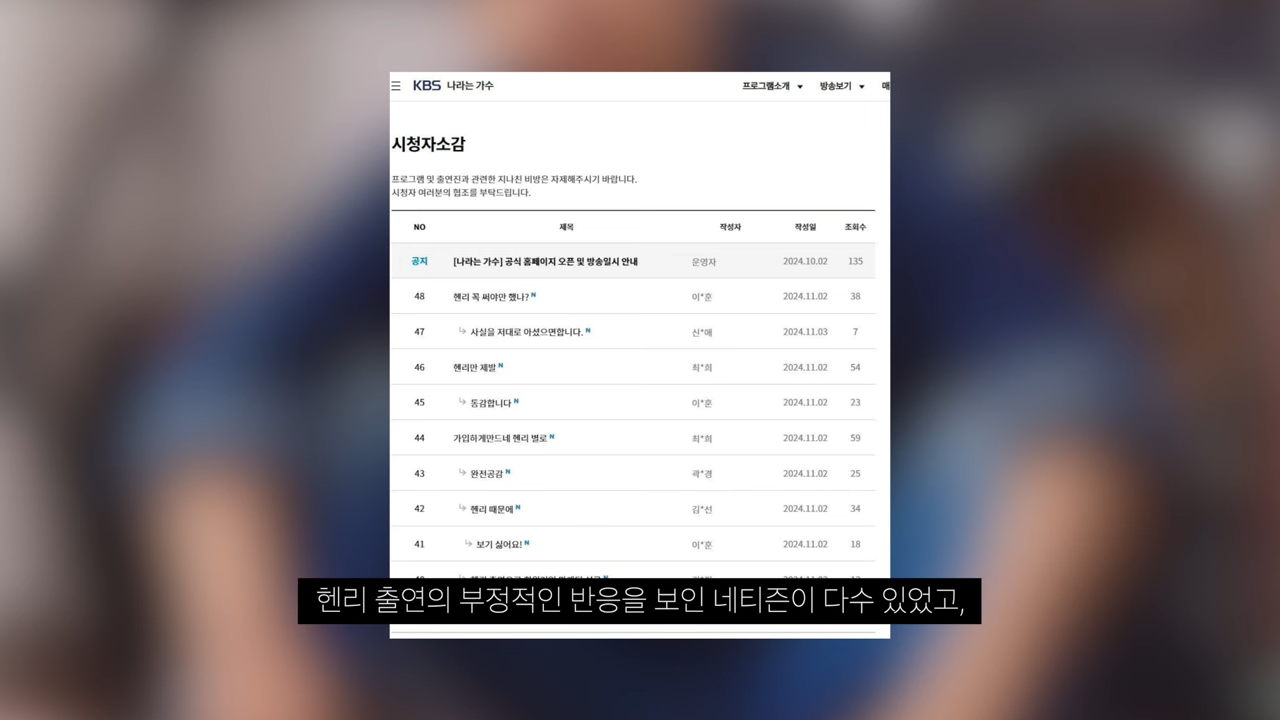 KBS 나라는 가수
프로그램소개 ▼ 방송보기 ▼ 매
시청자소감
프로그램 및 출연진과 관련한 지나친 비방은 자제해주시기 바랍니다.
시청자 여러분의 협조를 부탁드립니다.
NO 제목 작성자 작성일 조회수
공지 [나라는 가수] 공식 홈페이지 오픈 및 방송일시 안내 운영자 2024.10.02 135
48 헨리 꼭 써야만 했나? N 이*훈 2024.11.02 38
47 사실을 저대로 아셨으면합니다. N 신*애 2024.11.03 7
46 헨리만 제발 N 최*희 2024.11.02 54
45 동감합니다 N 이*훈 2024.11.02 23
44 가입하게만드네 헨리 별로 N 최*희 2024.11.02 59
43 완전공감 N 곽*경 2024.11.02 25
42 헨리 때문에 N 김*선 2024.11.02 34
41 보기 싫어요! N 이*훈 2024.11.02 18
헨리 출연의 부정적인 반응을 보인 네티즌이 다수 있었고,